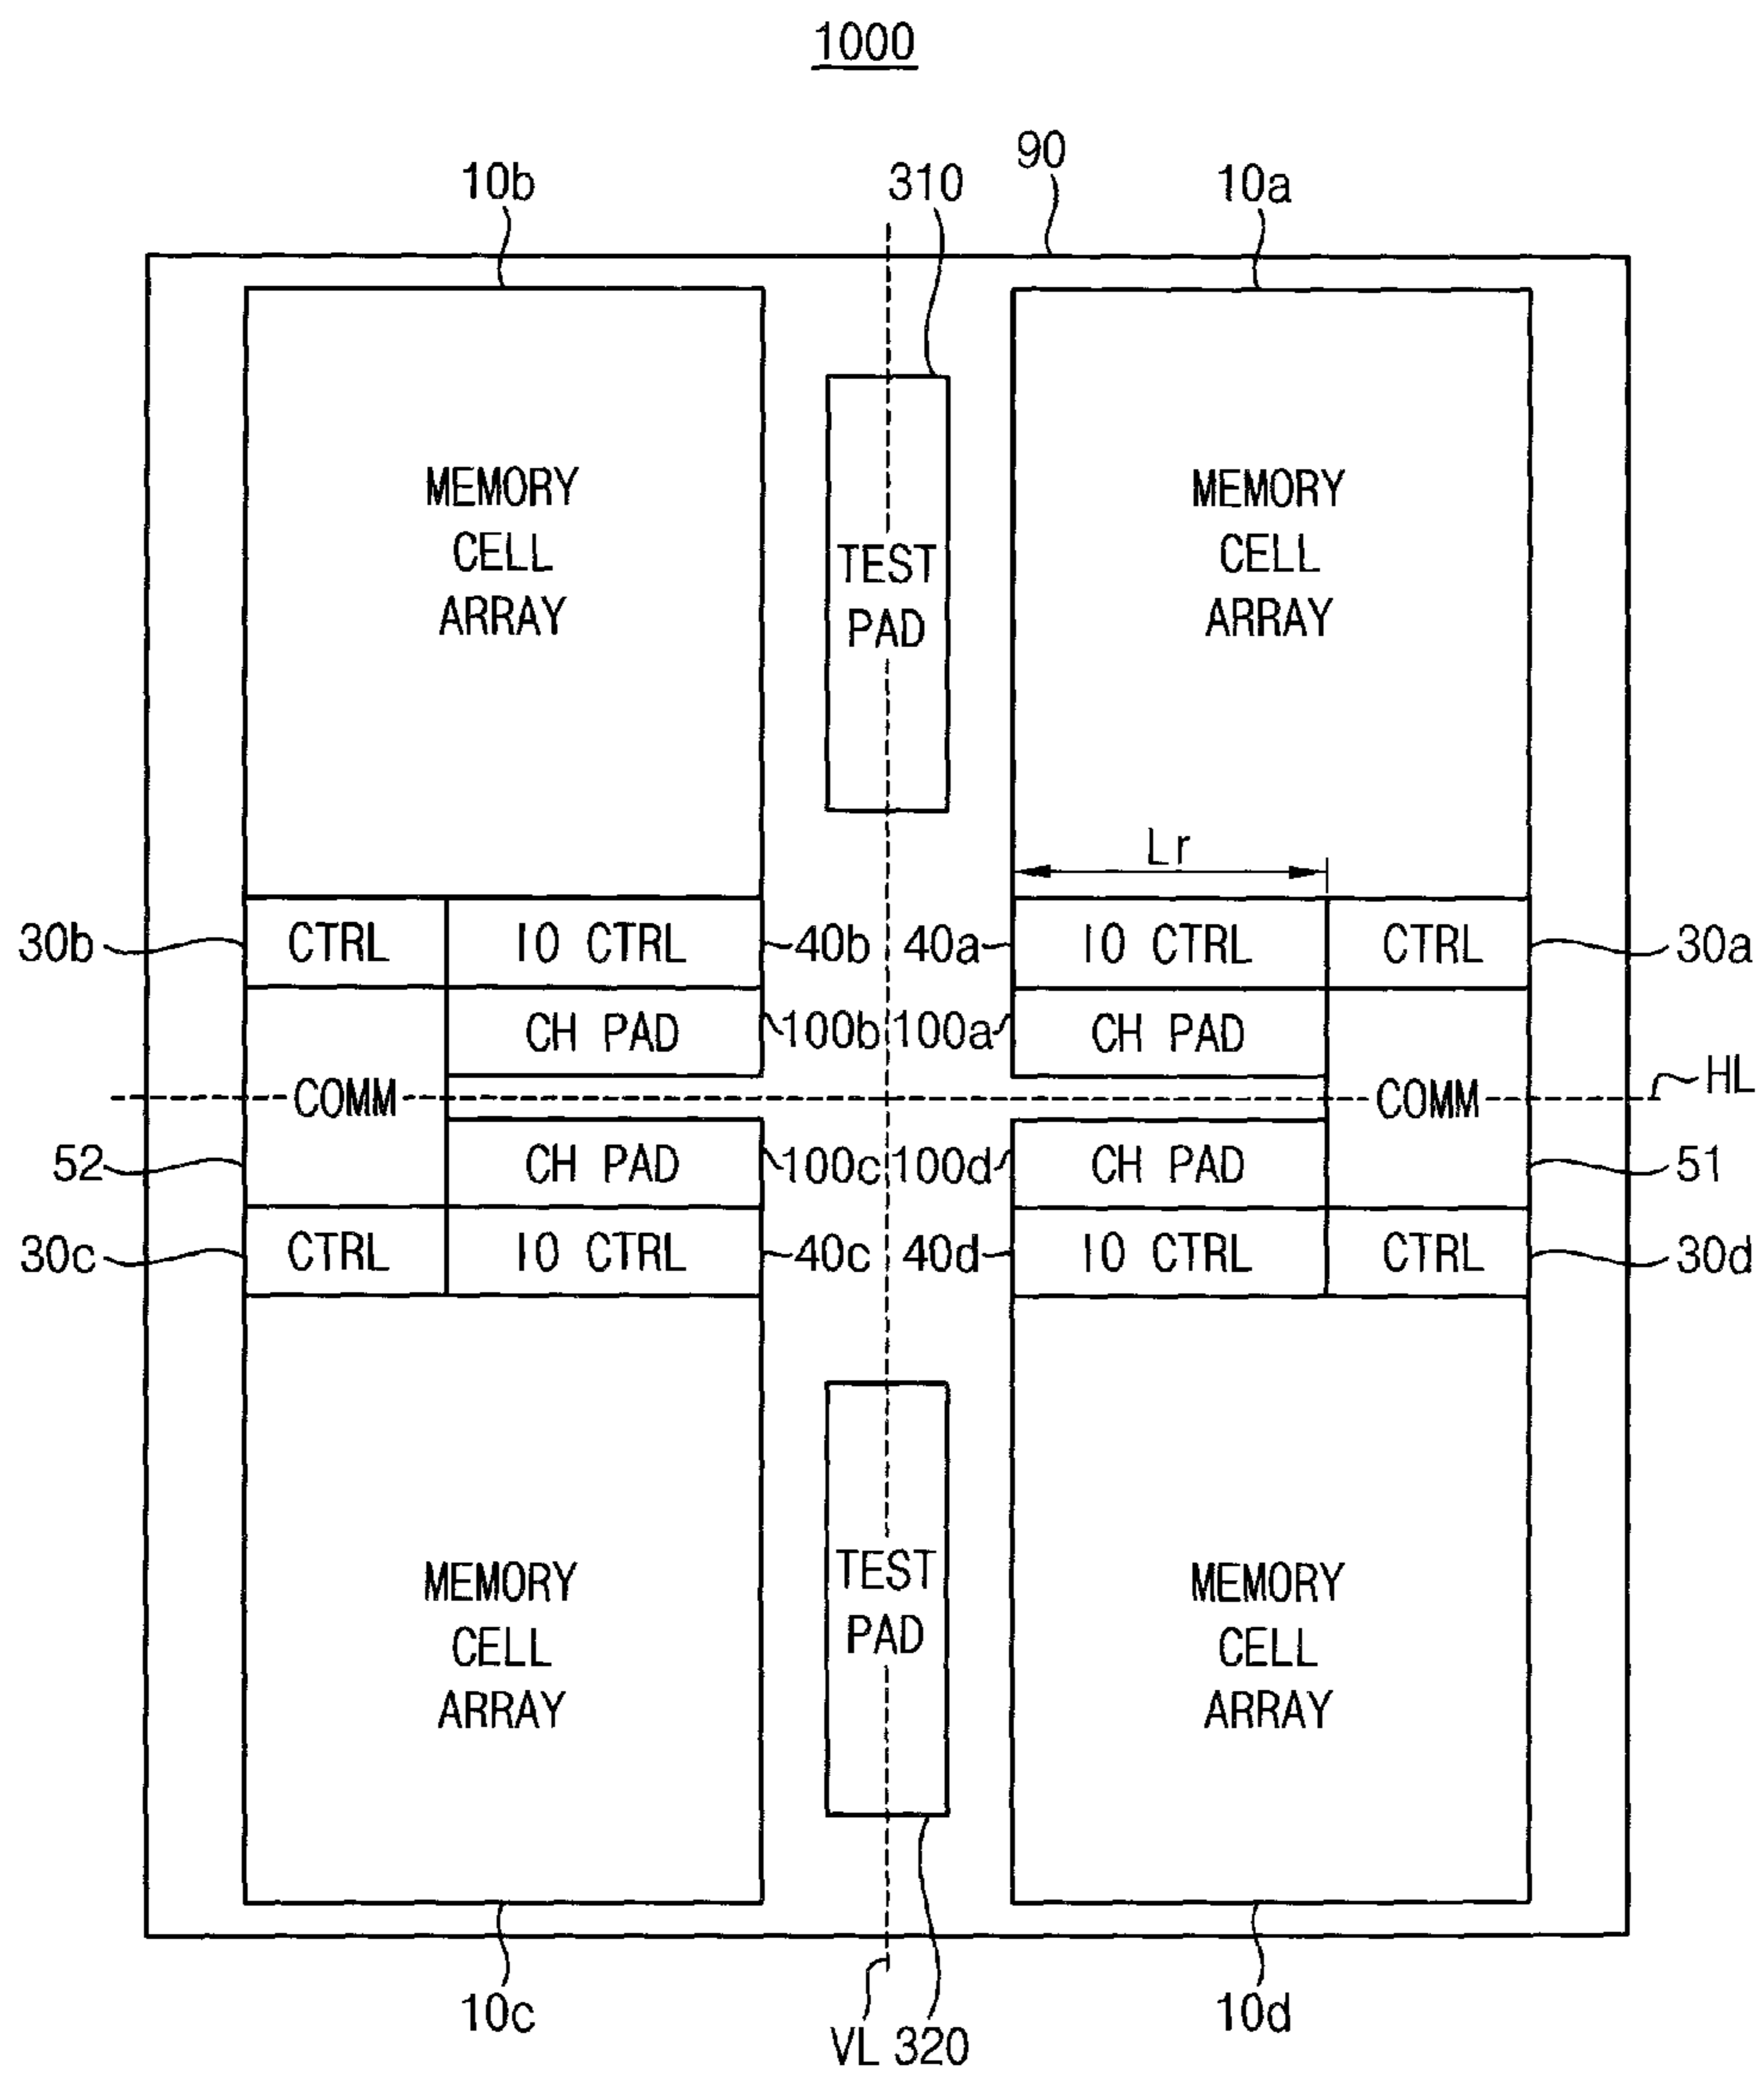 1000
90
10b
310
10a
MEMORY
CELL
ARRAY
TEST
PAD
MEMORY
CELL
ARRAY
Lr
30b
CTRL
IO CTRL
40b
40a
IO CTRL
CTRL
30a
CH PAD
100b
100a
CH PAD
COMM
COMM
HL
52
CH PAD
100c
100d
CH PAD
51
30c
CTRL
IO CTRL
40c
40d
IO CTRL
CTRL
30d
MEMORY
CELL
ARRAY
TEST
PAD
MEMORY
CELL
ARRAY
10c
VL
320
10d